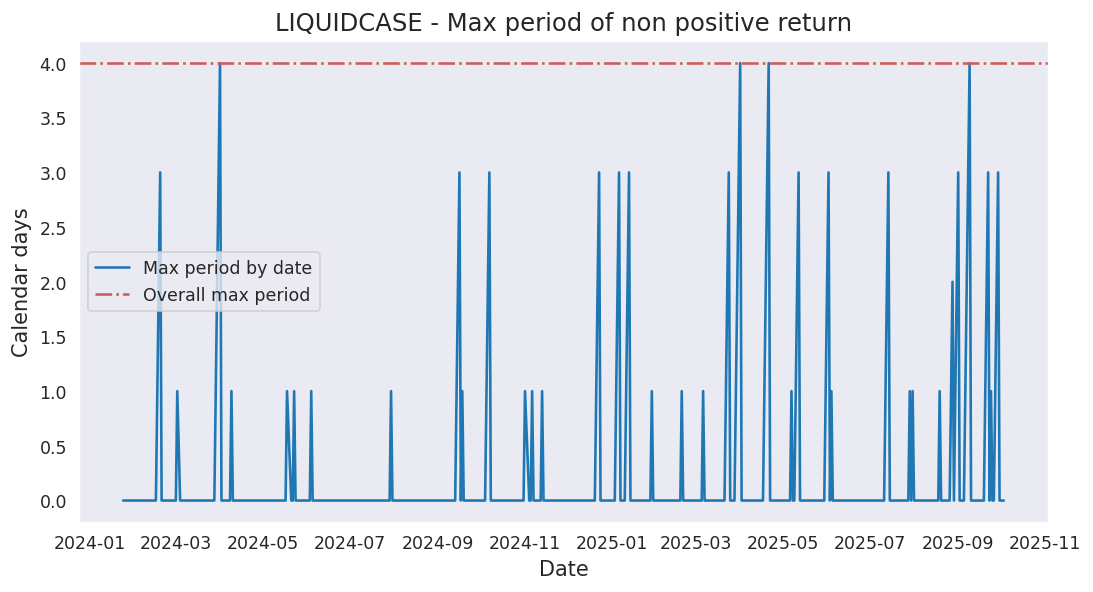 LIQUIDCASE - Max period of non positive return
Calendar days
4.0
3.5
3.0
2.5
2.0
1.5
1.0
0.5
0.0
Max period by date
Overall max period
2024-01 2024-03 2024-05 2024-07 2024-09 2024-11 2025-01 2025-03 2025-05 2025-07 2025-09 2025-11
Date